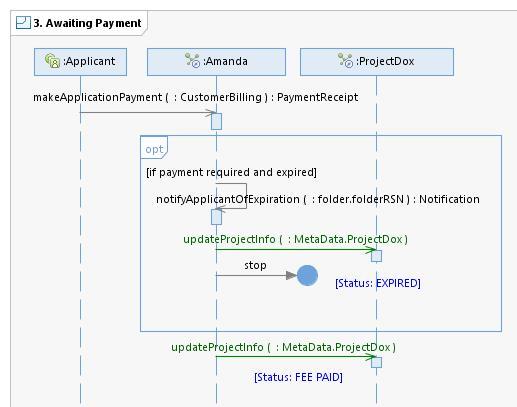 3. Awaiting Payment
:Applicant
:Amanda
:ProjectDox
makeApplicationPayment ( : CustomerBilling ) : PaymentReceipt
opt
[if payment required and expired]
notifyApplicantOfExpiration ( : folder.folderRSN ) : Notification
updateProjectInfo ( : MetaData.ProjectDox )
stop
[Status: EXPIRED]
updateProjectInfo ( : MetaData.ProjectDox )
[Status: FEE PAID]